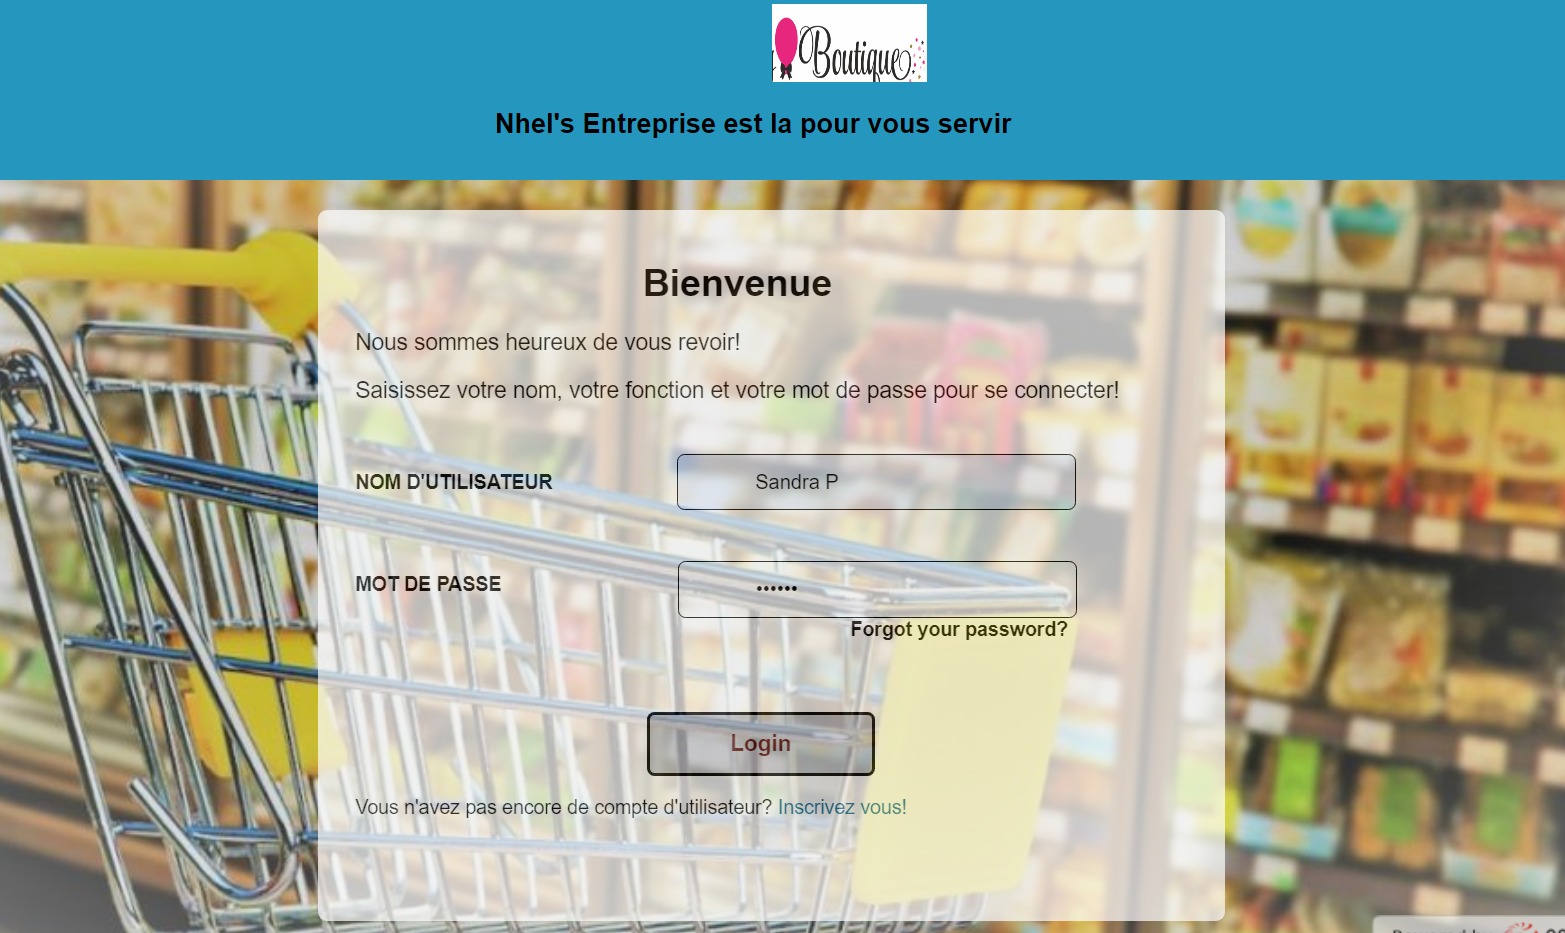 Boutique
Nhel's Entreprise est la pour vous servir
Bienvenue
Nous sommes heureux de vous revoir!
Saisissez votre nom, votre fonction et votre mot de passe pour se connecter!
NOM D'UTILISATEUR
Sandra P
MOT DE PASSE
••••••
Forgot your password?
Login
Vous n'avez pas encore de compte d'utilisateur? Inscrivez vous!